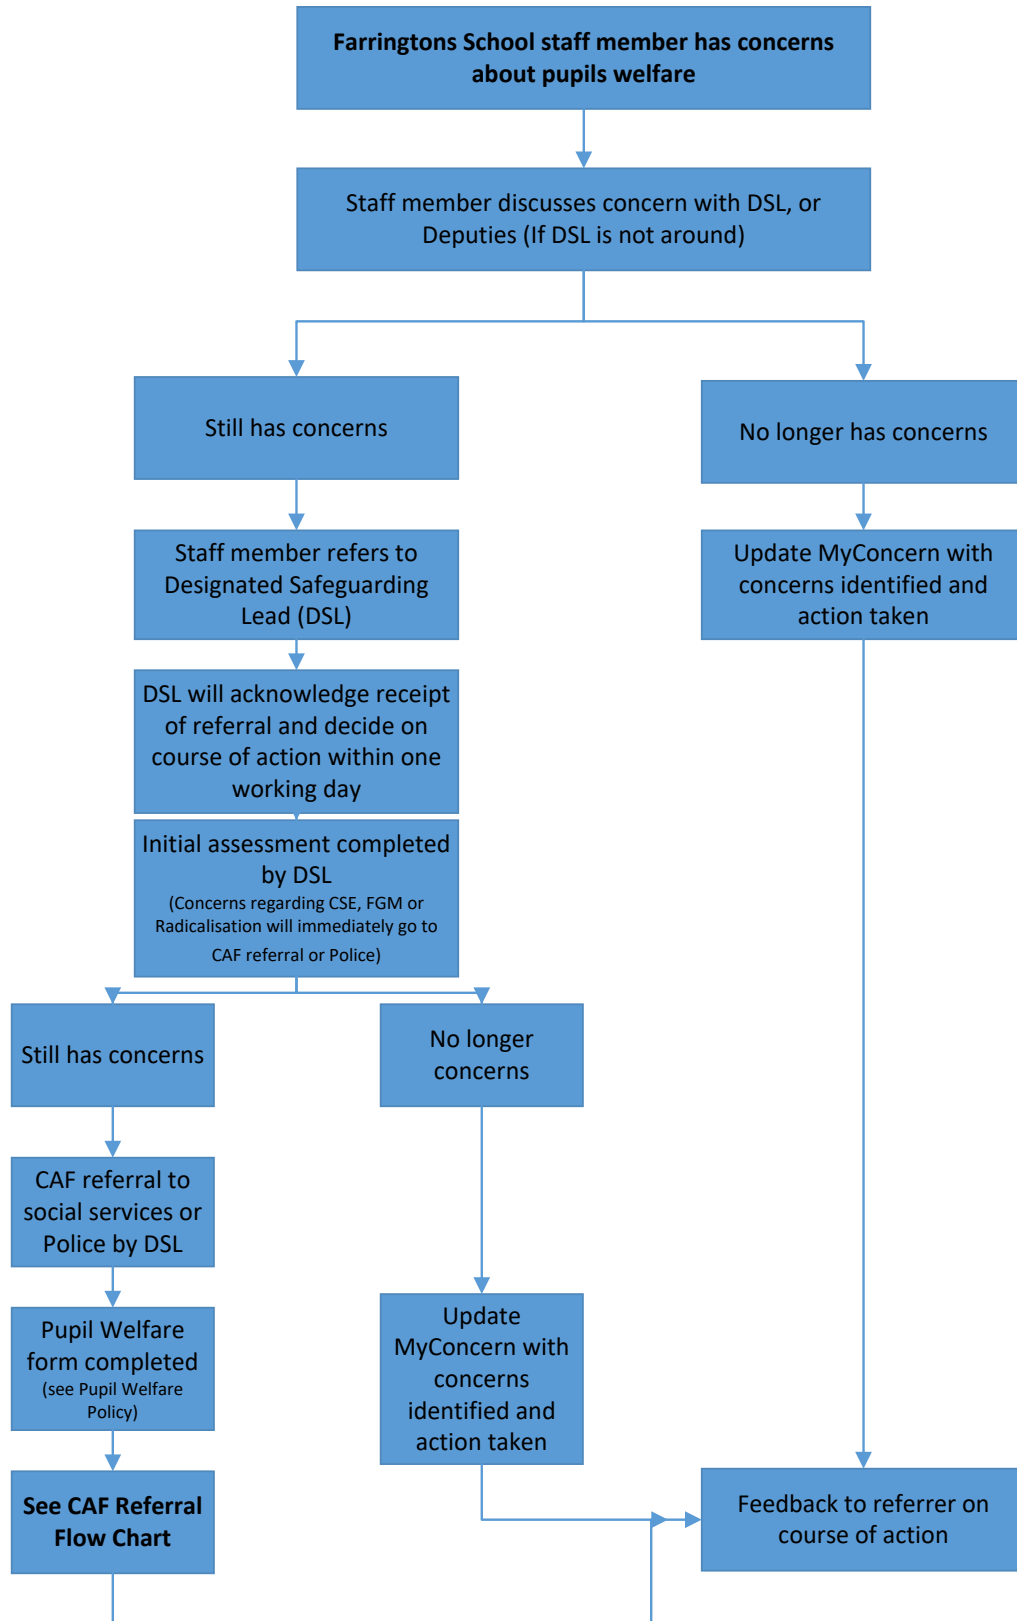 Farringtons School staff member has concerns
about pupils welfare
Staff member discusses concern with DSL, or
Deputies (If DSL is not around)
Still has concerns
No longer has concerns
Staff member refers to
Designated Safeguarding
Lead (DSL)
Update MyConcern with
concerns identified and
action taken
DSL will acknowledge receipt
of referral and decide on
course of action within one
working day
Initial assessment completed
by DSL
(Concerns regarding CSE, FGM or
Radicalisation will immediately go to
CAF referral or Police)
Still has concerns
No longer
concerns
CAF referral to
social services or
Police by DSL
Pupil Welfare
form completed
(see Pupil Welfare
Policy)
Update
MyConcern with
concerns
identified and
action taken
See CAF Referral
Flow Chart
Feedback to referrer on
course of action